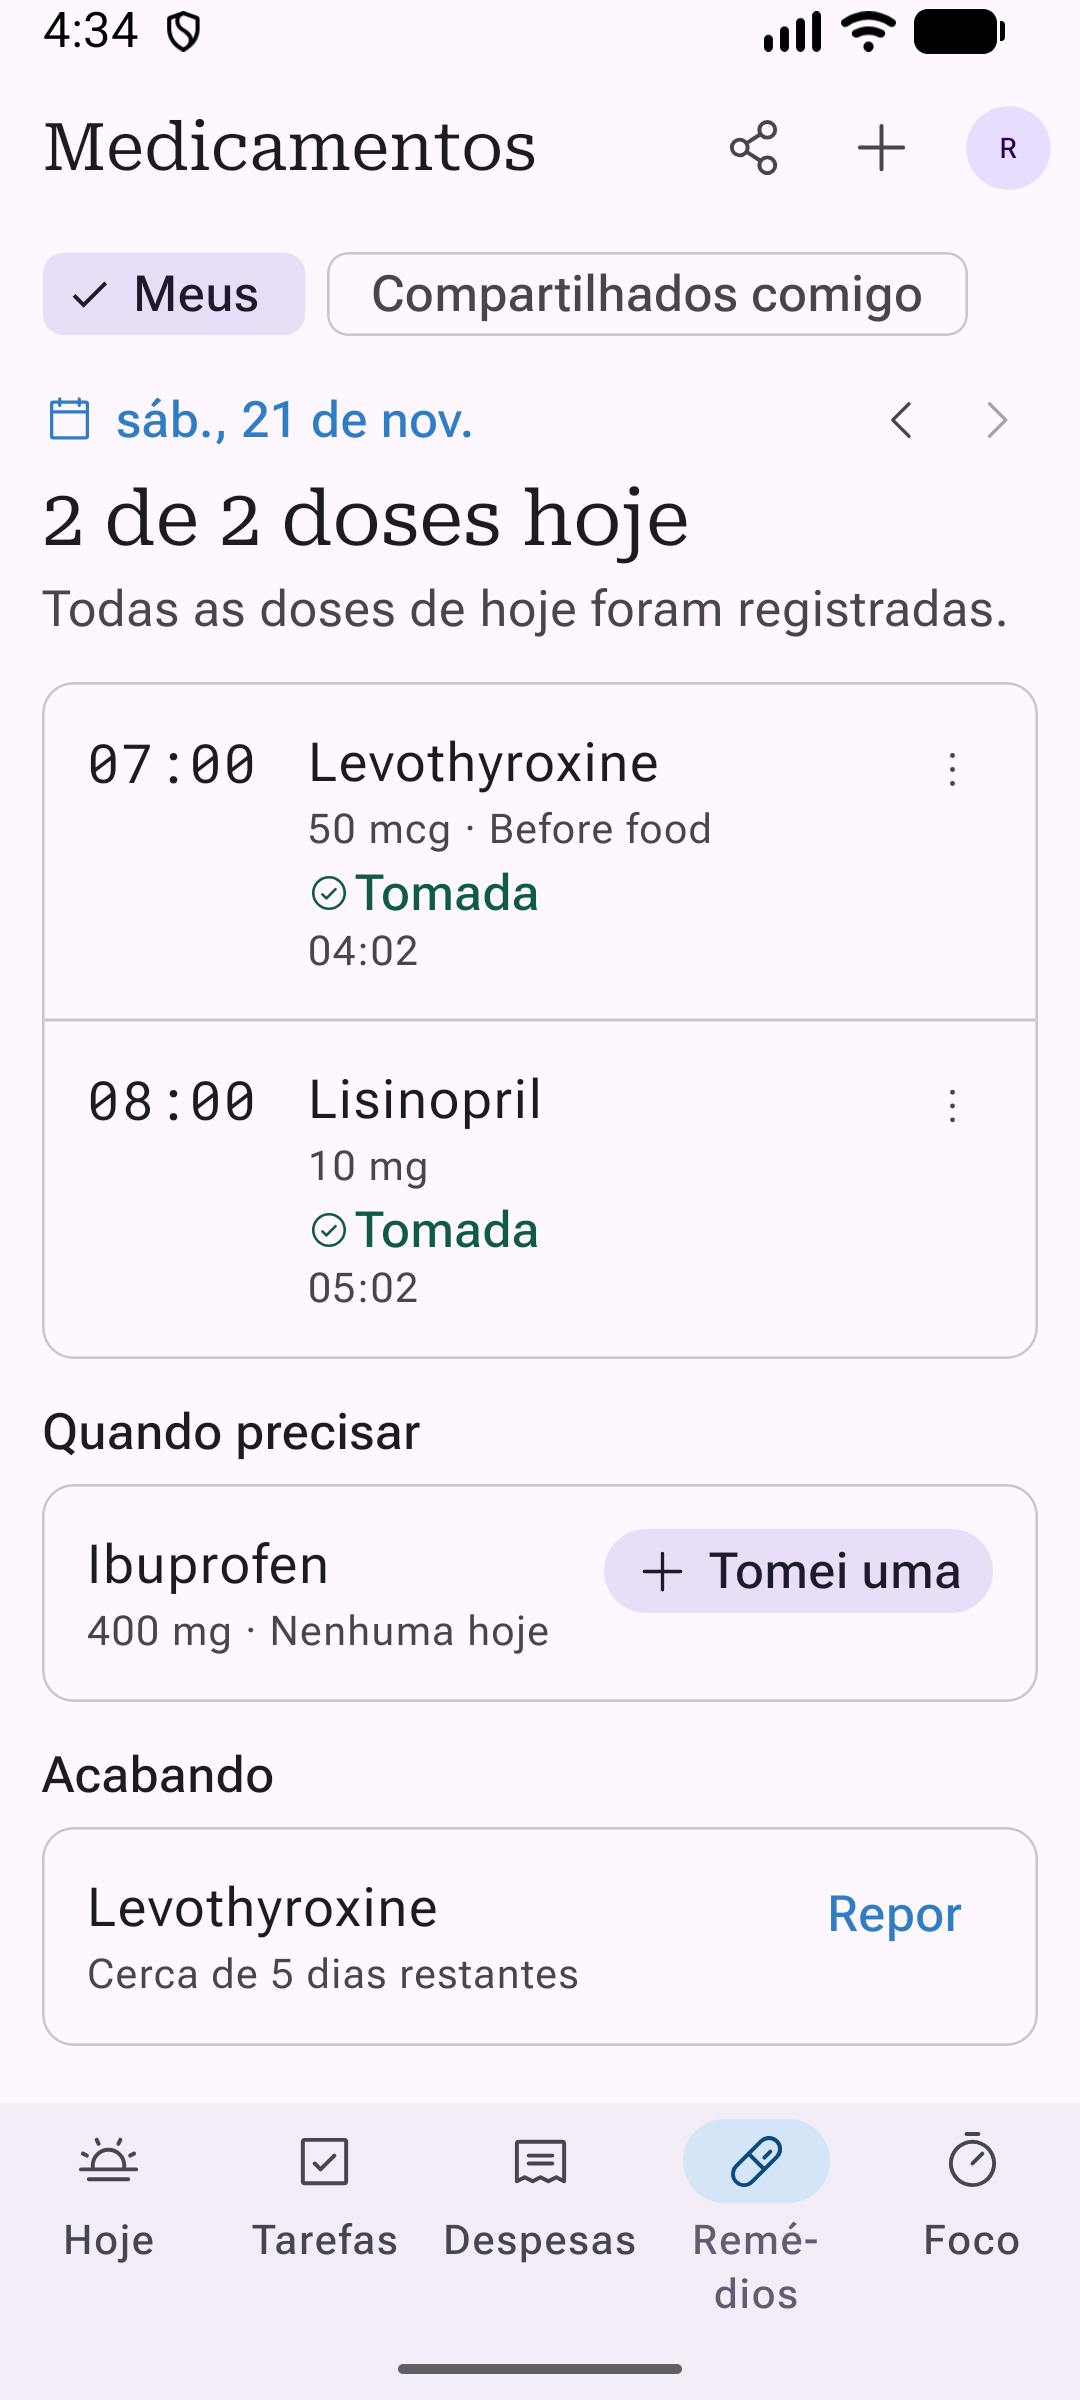 4:34
Medicamentos
R
Meus
Compartilhados comigo
sáb., 21 de nov.
2 de 2 doses hoje
Todas as doses de hoje foram registradas.
07:00
Levothyroxine
50 mcg · Before food
Tomada
04:02
08:00
Lisinopril
10 mg
Tomada
05:02
Quando precisar
Ibuprofen
400 mg · Nenhuma hoje
Tomei uma
Acabando
Levothyroxine
Cerca de 5 dias restantes
Repor
Hoje
Tarefas
Despesas
Remé-
dios
Foco